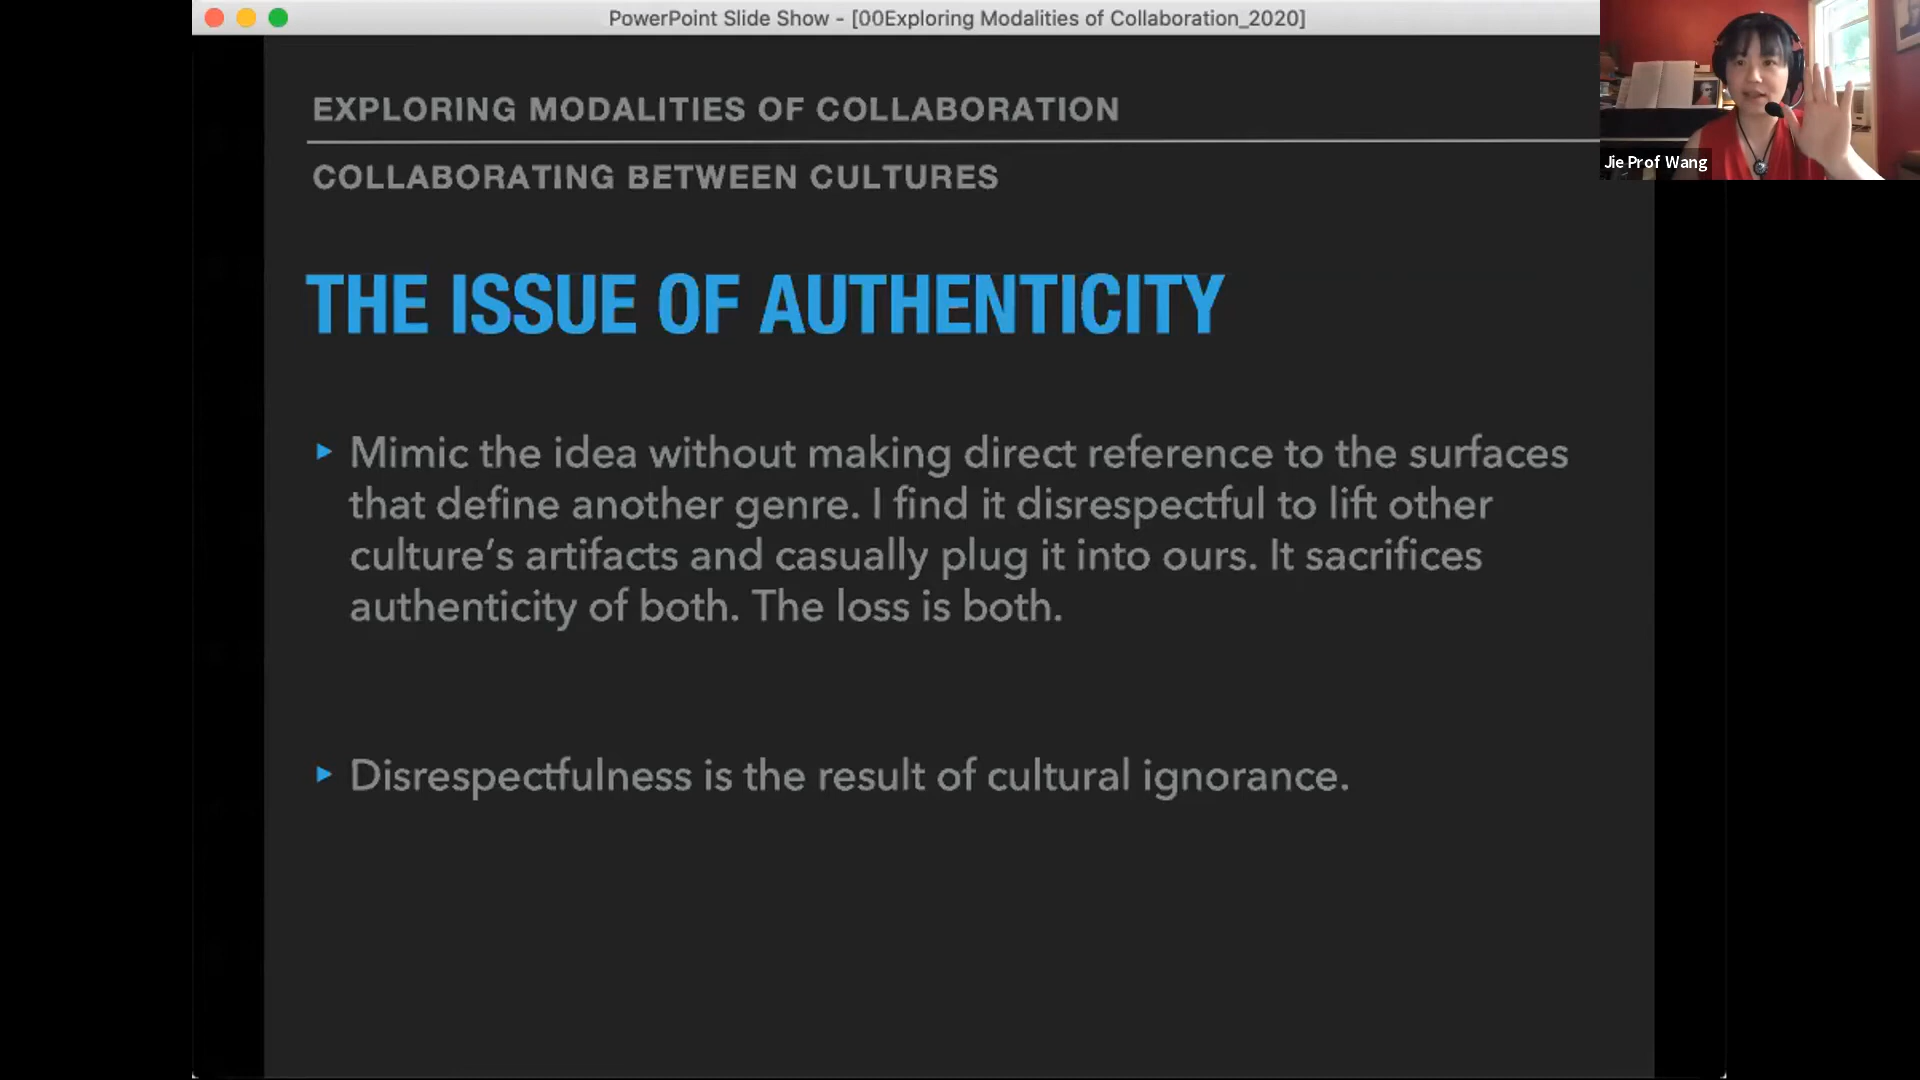 PowerPoint Slide Show - [00Exploring Modalities of Collaboration_2020]
EXPLORING MODALITIES OF COLLABORATION
COLLABORATING BETWEEN CULTURES
Jie Prof Wang
THE ISSUE OF AUTHENTICITY
▸ Mimic the idea without making direct reference to the surfaces
that define another genre. I find it disrespectful to lift other
culture’s artifacts and casually plug it into ours. It sacrifices
authenticity of both. The loss is both.
▸ Disrespectfulness is the result of cultural ignorance.